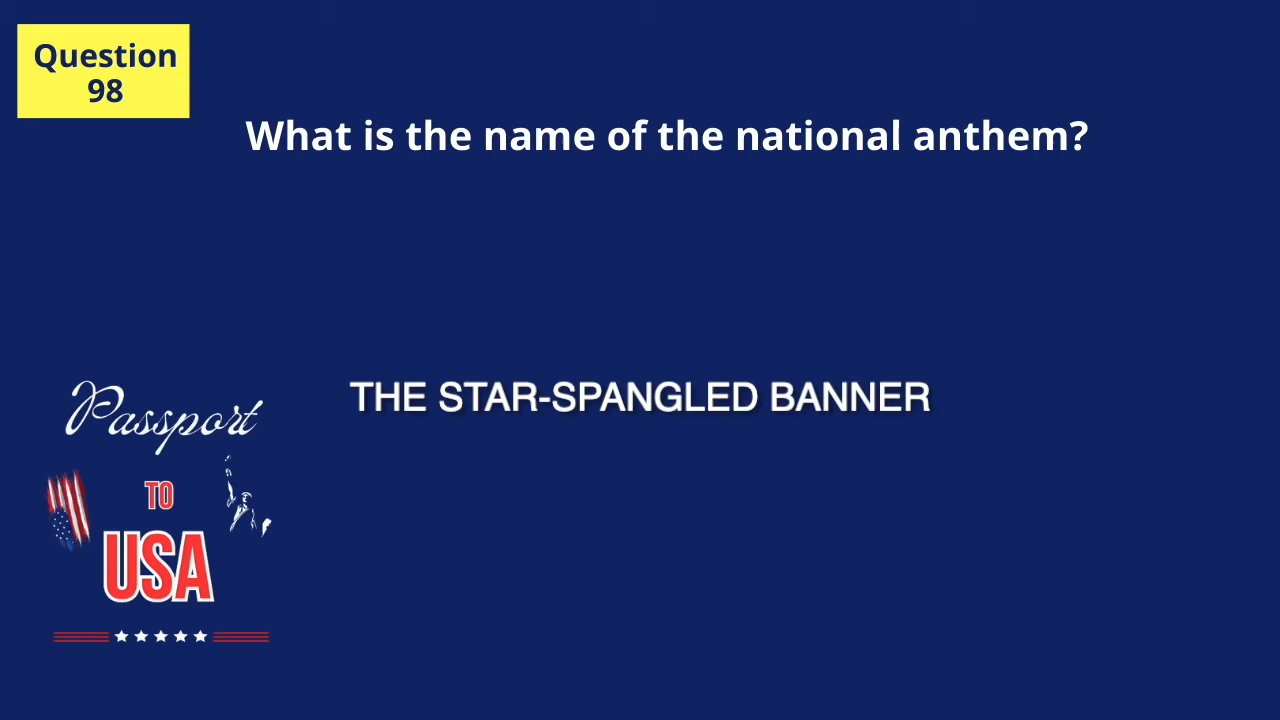 Question
98
What is the name of the national anthem?
THE STAR-SPANGLED BANNER
Passport
TO
USA